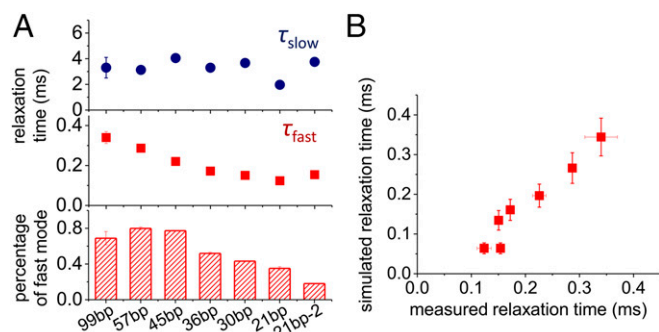 A
relaxation
time (ms)
6
4
2
0
τslow
0.4
0.2
0.0
τfast
percentage
of fast mode
0.8
0.4
0.0
99bp
57bp
45bp
36bp
30bp
21bp
21bp-2
B
simulated relaxation time (ms)
0.4
0.3
0.2
0.1
0.0
0.0 0.1 0.2 0.3 0.4
measured relaxation time (ms)